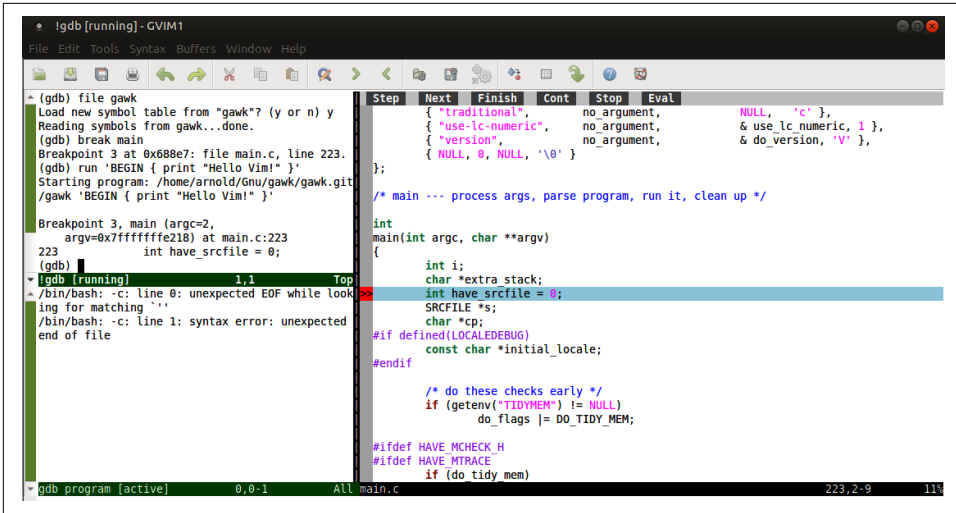 !gdb [running] - GVIM1
File Edit Tools Syntax Buffers Window Help
(gdb) file gawk
Load new symbol table from "gawk"? (y or n) y
Reading symbols from gawk...done.
(gdb) break main
Breakpoint 3 at 0x688e7: file main.c, line 223.
(gdb) run 'BEGIN { print "Hello Vim!" }'
Starting program: /home/arnold/Gnu/gawk/gawk.git
/gawk 'BEGIN { print "Hello Vim!" }'
Breakpoint 3, main (argc=2,
    argv=0x7fffffffe218) at main.c:223
223             int have_srcfile = 0;
(gdb)
!gdb [running] 1,1 Top
/bin/bash: -c: line 0: unexpected EOF while look
ing for matching `''
/bin/bash: -c: line 1: syntax error: unexpected
end of file
gdb program [active] 0,0-1 All
Step Next Finish Cont Stop Eval
        { "traditional",        no_argument,            NULL,   'c' },
        { "use-lc-numeric",     no_argument,            & use_lc_numeric, 1 },
        { "version",            no_argument,            & do_version, 'V' },
        { NULL, 0, NULL, '\0' }
};
/* main --- process args, parse program, run it, clean up */
int
main(int argc, char **argv)
{
        int i;
        char *extra_stack;
>>      int have_srcfile = 0;
        SRCFILE *s;
        char *cp;
#if defined(LOCALEDEBUG)
        const char *initial_locale;
#endif
        /* do these checks early */
        if (getenv("TIDYMEM") != NULL)
                do_flags |= DO_TIDY_MEM;
#ifdef HAVE_MCHECK_H
#ifdef HAVE_MTRACE
        if (do_tidy_mem)
main.c 223,2-9 11%